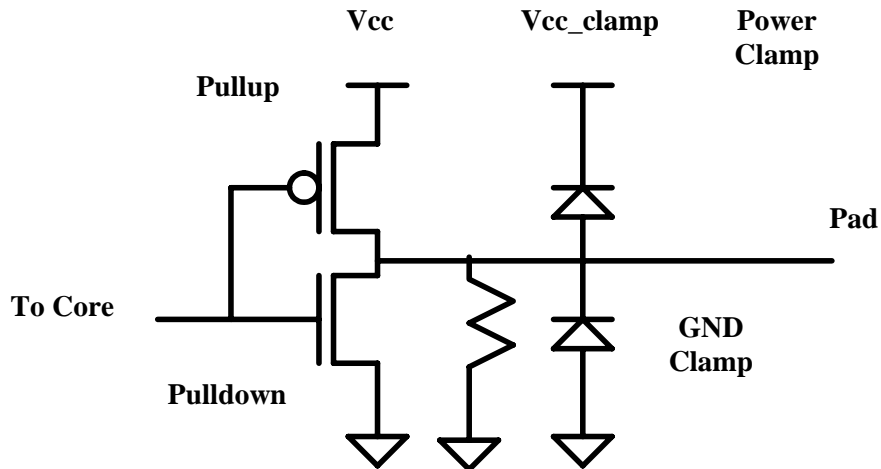 Vcc
Vcc_clamp
Power
Clamp
Pullup
Pad
To Core
GND
Clamp
Pulldown